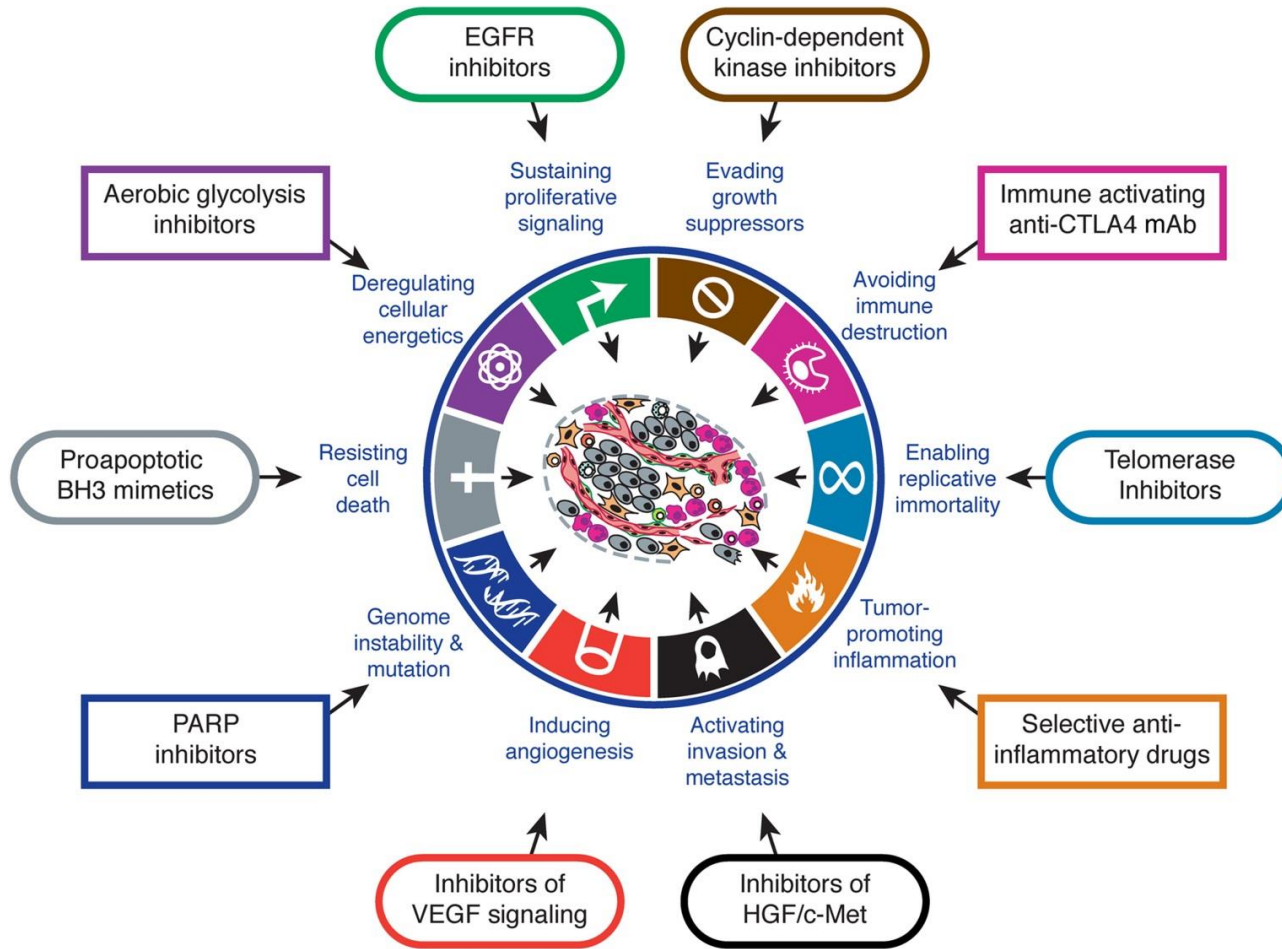 EGFR
inhibitors
Cyclin-dependent
kinase inhibitors
Sustaining
proliferative
signaling
Evading
growth
suppressors
Aerobic glycolysis
inhibitors
Immune activating
anti-CTLA4 mAb
Deregulating
cellular
energetics
Avoiding
immune
destruction
Proapoptotic
BH3 mimetics
Resisting
cell
death
Enabling
replicative
immortality
Telomerase
Inhibitors
Genome
instability &
mutation
Tumor-
promoting
inflammation
PARP
inhibitors
Inducing
angiogenesis
Activating
invasion &
metastasis
Selective anti-
inflammatory drugs
Inhibitors of
VEGF signaling
Inhibitors of
HGF/c-Met